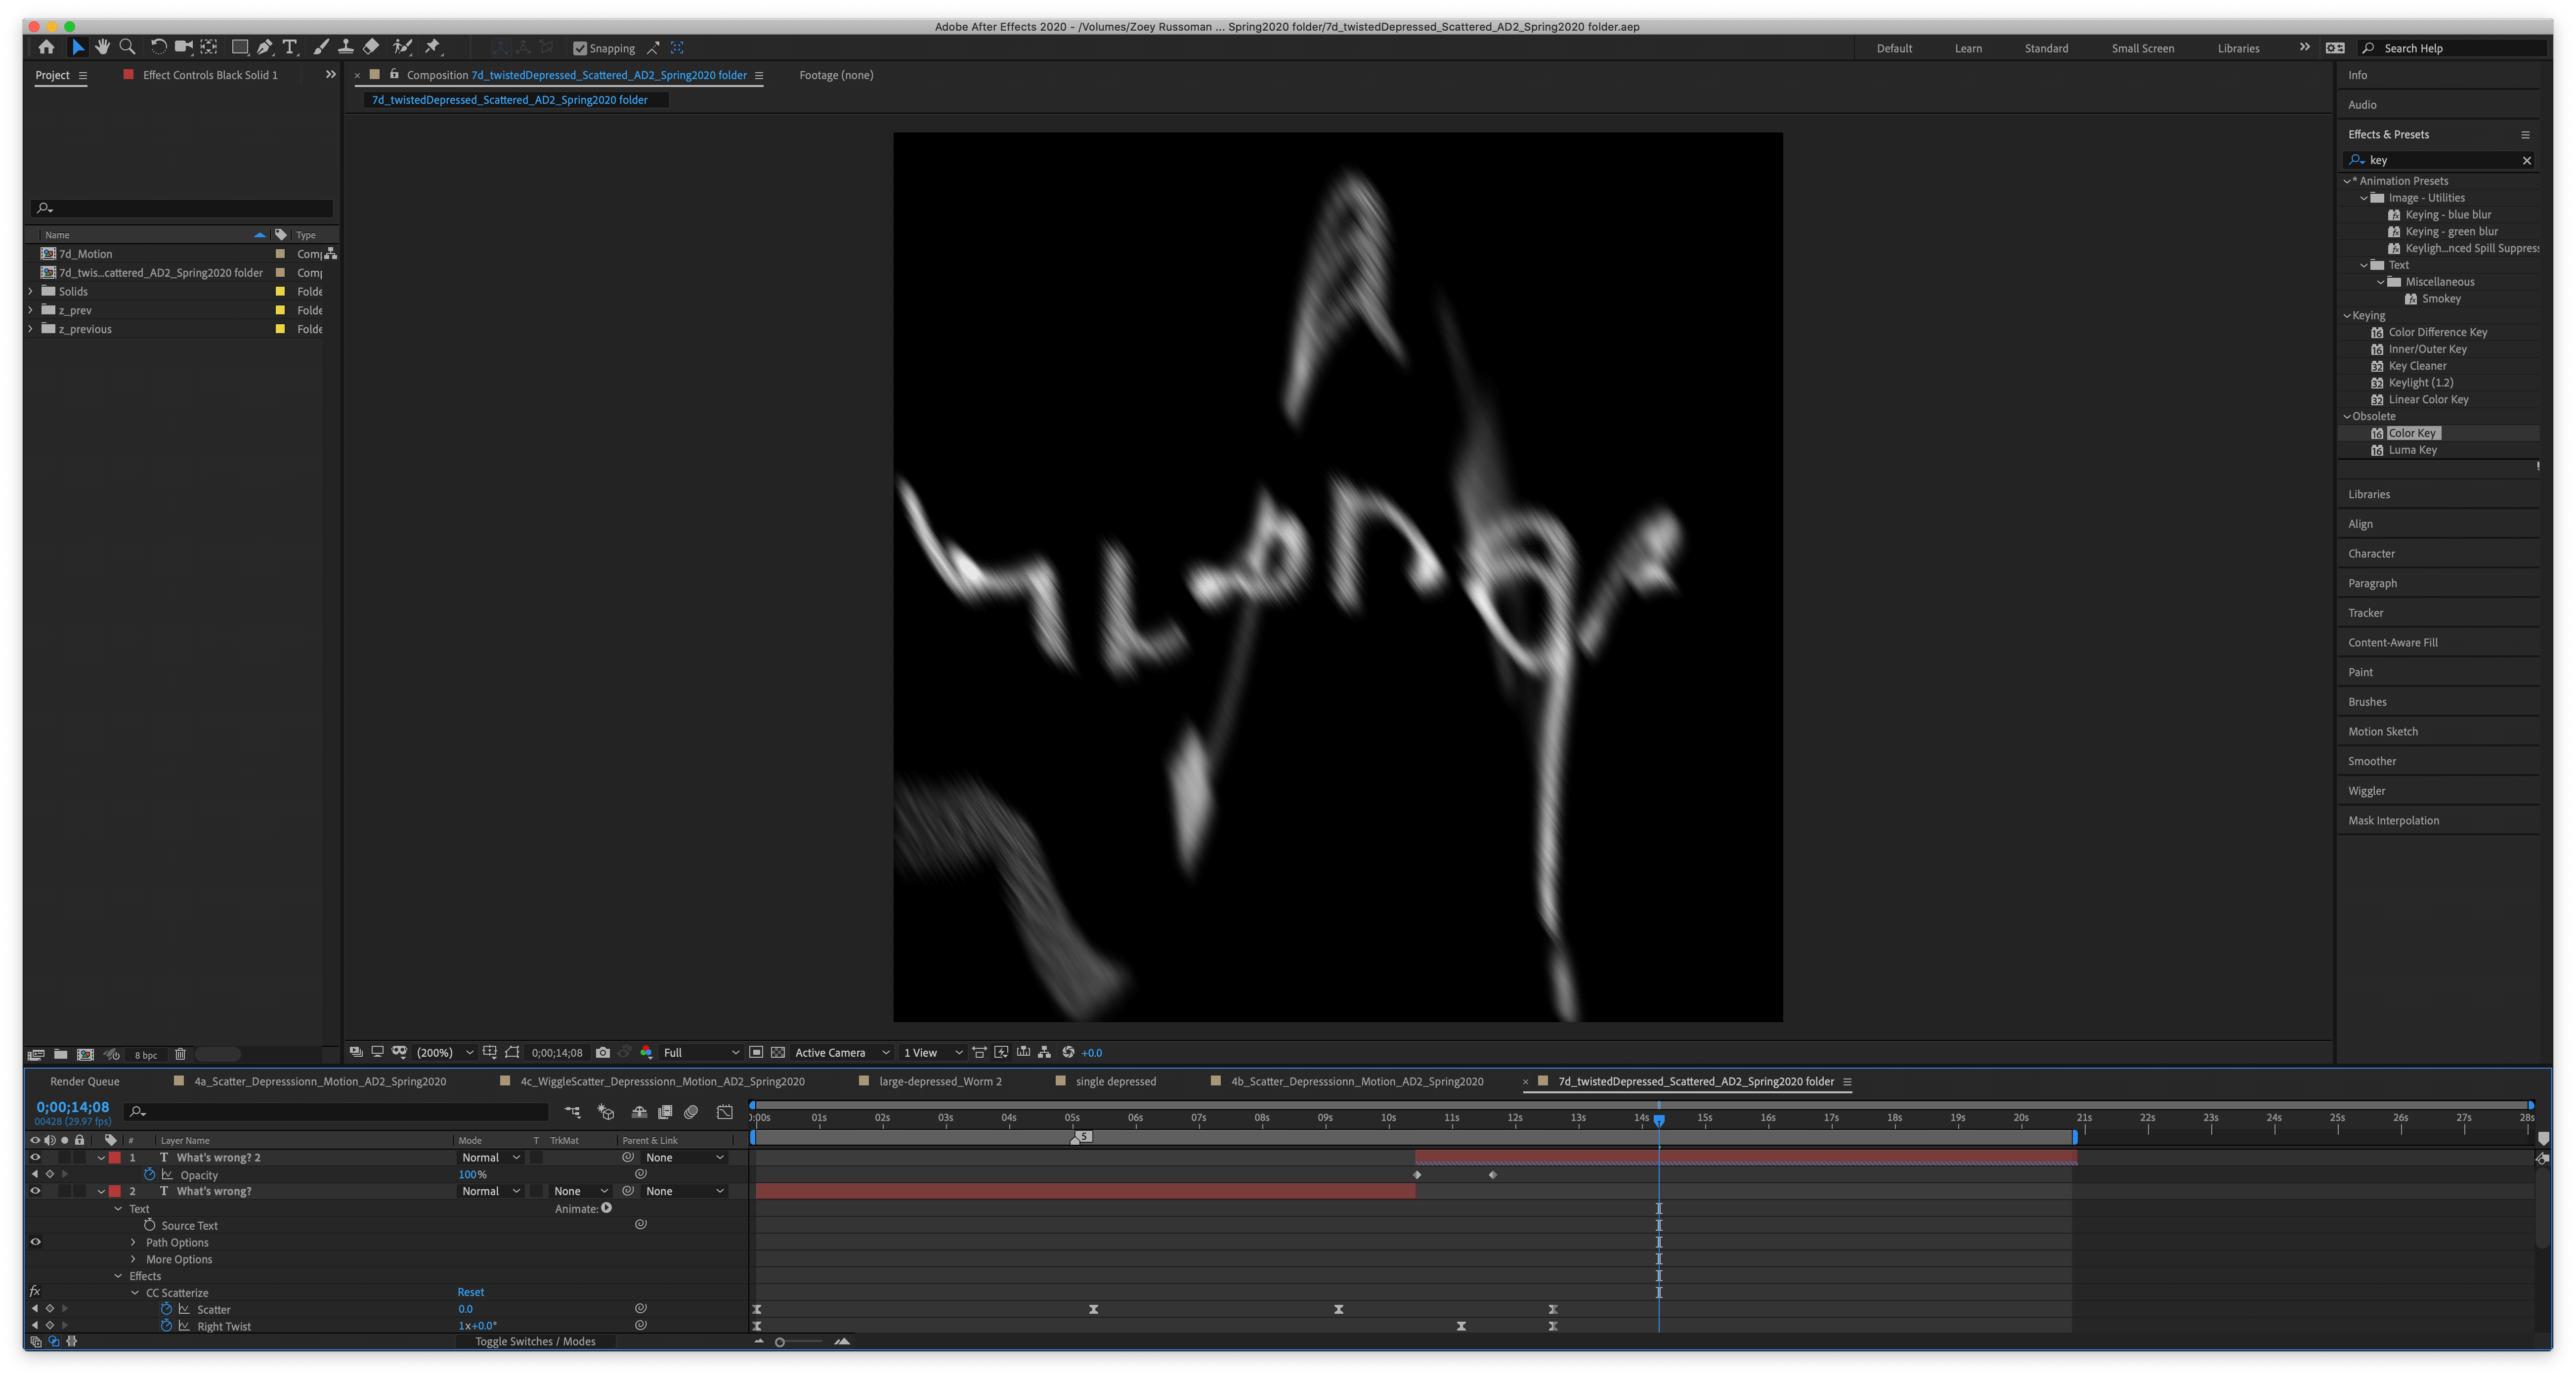 Adobe After Effects 2020 - /Volumes/Zoey Russoman ... Spring2020 folder/7d_twistedDepressed_Scattered_AD2_Spring2020 folder.aep
Snapping
Default Learn Standard Small Screen Libraries Search Help
Project Effect Controls Black Solid 1
Composition 7d_twistedDepressed_Scattered_AD2_Spring2020 folder Footage (none)
7d_twistedDepressed_Scattered_AD2_Spring2020 folder
Name Type
7d_Motion Comp
7d_twis...cattered_AD2_Spring2020 folder Comp
Solids Folde
z_prev Folde
z_previous Folde
8 bpc
Info
Audio
Effects & Presets
key
* Animation Presets
Image - Utilities
Keying - blue blur
Keying - green blur
Keyligh...nced Spill Suppress
Text
Miscellaneous
Smokey
Keying
16 Color Difference Key
16 Inner/Outer Key
32 Key Cleaner
32 Keylight (1.2)
32 Linear Color Key
Obsolete
16 Color Key
16 Luma Key
Libraries
Align
Character
Paragraph
Tracker
Content-Aware Fill
Paint
Brushes
Motion Sketch
Smoother
Wiggler
Mask Interpolation
(200%) 0;00;14;08 Full Active Camera 1 View +0.0
Render Queue 4a_Scatter_Depresssionn_Motion_AD2_Spring2020 4c_WiggleScatter_Depresssionn_Motion_AD2_Spring2020 large-depressed_Worm 2 single depressed 4b_Scatter_Depresssionn_Motion_AD2_Spring2020 7d_twistedDepressed_Scattered_AD2_Spring2020 folder
0;00;14;08
00428 (29.97 fps)
):00s 01s 02s 03s 04s 05s 06s 07s 08s 09s 10s 11s 12s 13s 14s 15s 16s 17s 18s 19s 20s 21s 22s 23s 24s 25s 26s 27s 28s
5
# Layer Name Mode T TrkMat Parent & Link
1 T What's wrong? 2 Normal None
Opacity 100%
2 T What's wrong? Normal None None
Text Animate:
Source Text
Path Options
More Options
Effects
fx CC Scatterize Reset
Scatter 0.0
Right Twist 1x+0.0°
Toggle Switches / Modes